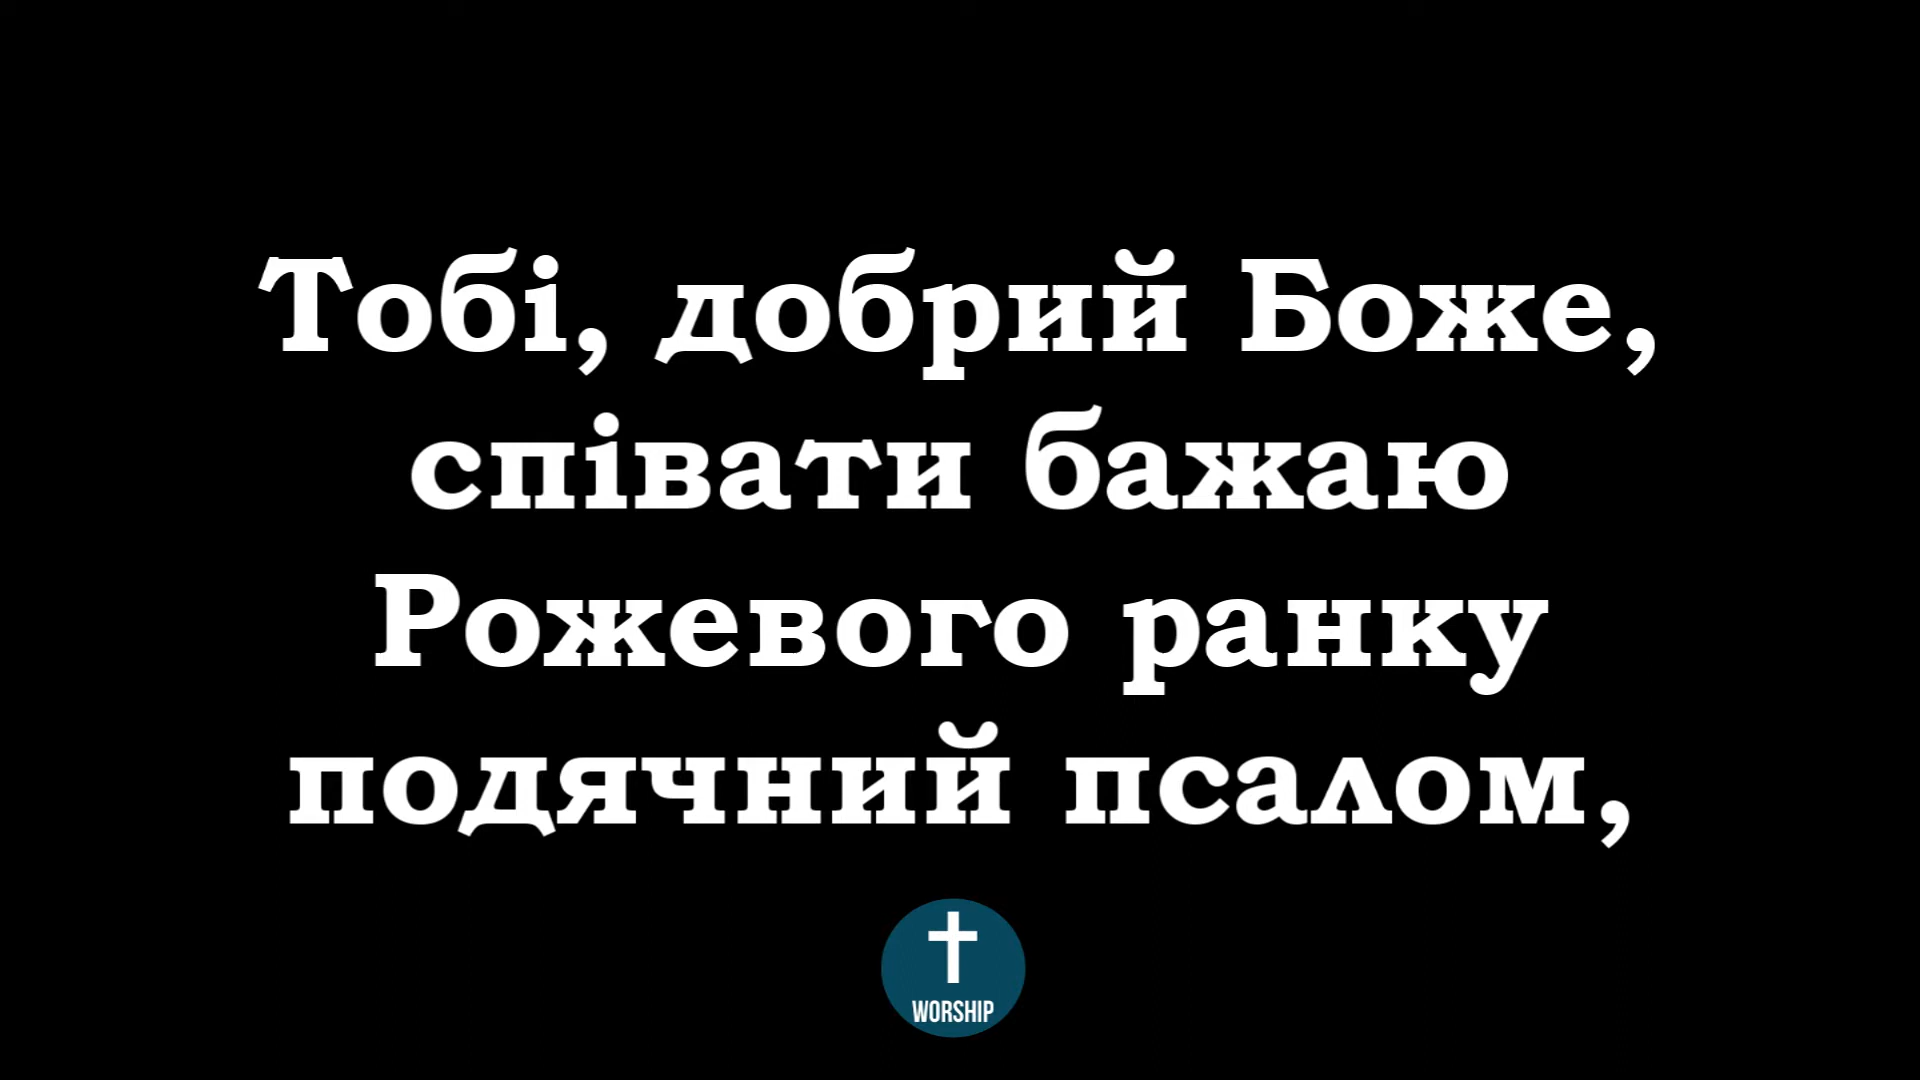 Тобі, добрий Боже,
співати бажаю
Рожевого ранку
подячний псалом,
WORSHIP